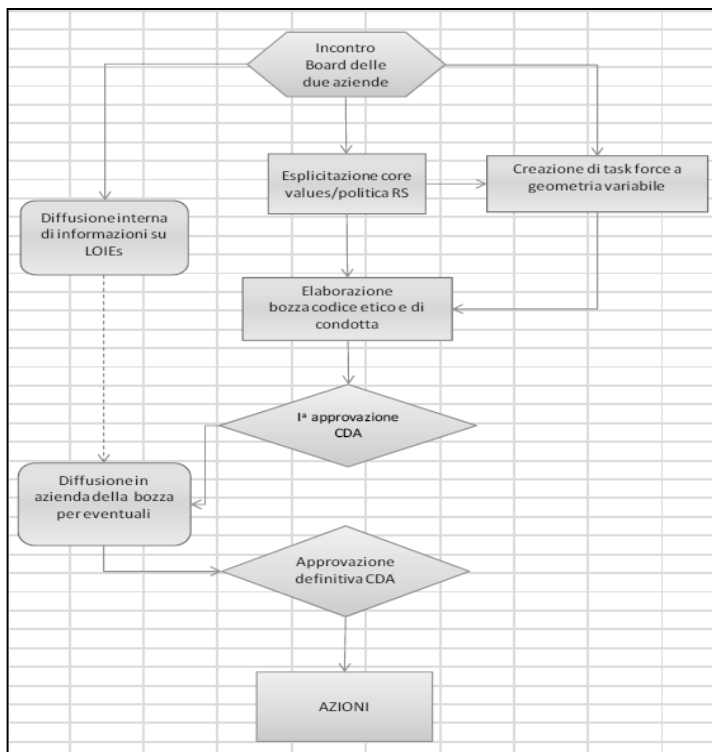 Incontro
Board delle
due aziende
Esplicitazione core
values/politica RS
Creazione di task force a
geometria variabile
Diffusione interna
di informazioni su
LOIEs
Elaborazione
bozza codice etico e di
condotta
Iª approvazione
CDA
Diffusione in
azienda della bozza
per eventuali
Approvazione
definitiva CDA
AZIONI